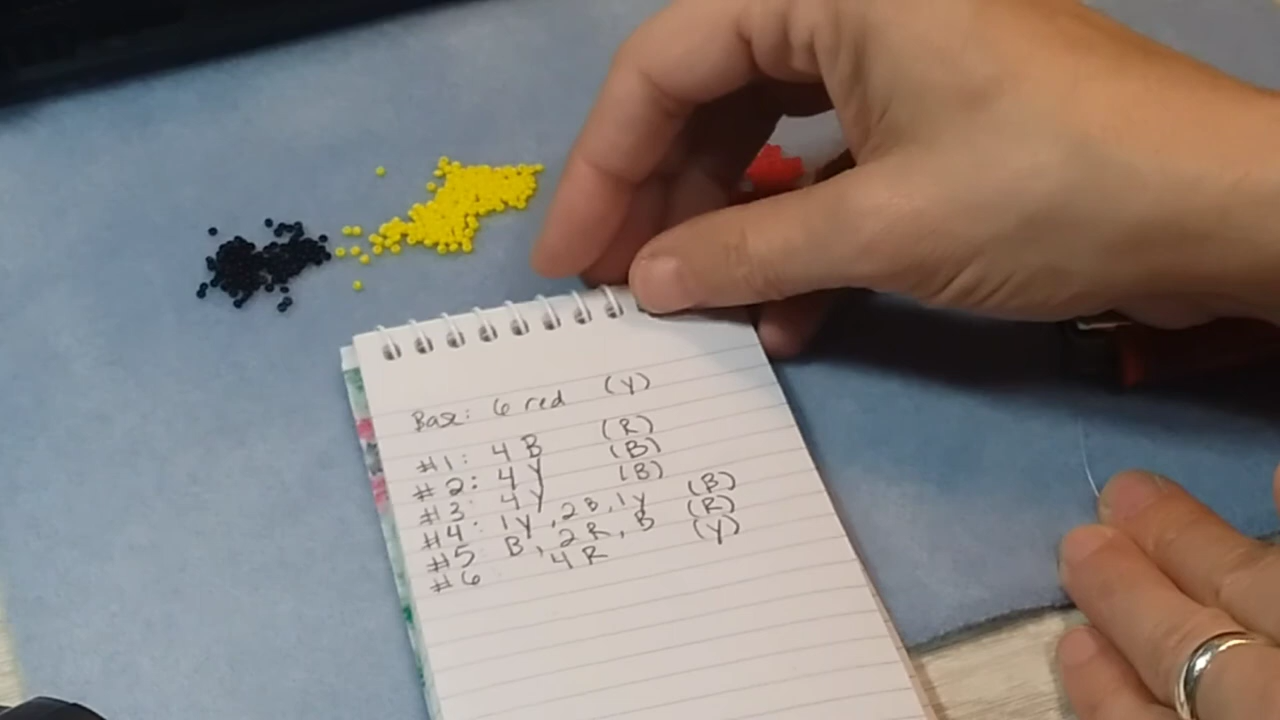 Base: 6 red (Y)
#1: 4 B (R)
#2: 4 Y (B)
#3: 4 Y (B)
#4: 1Y, 2B, 1Y (B)
#5 B, 2R, B (R)
#6 4R (Y)